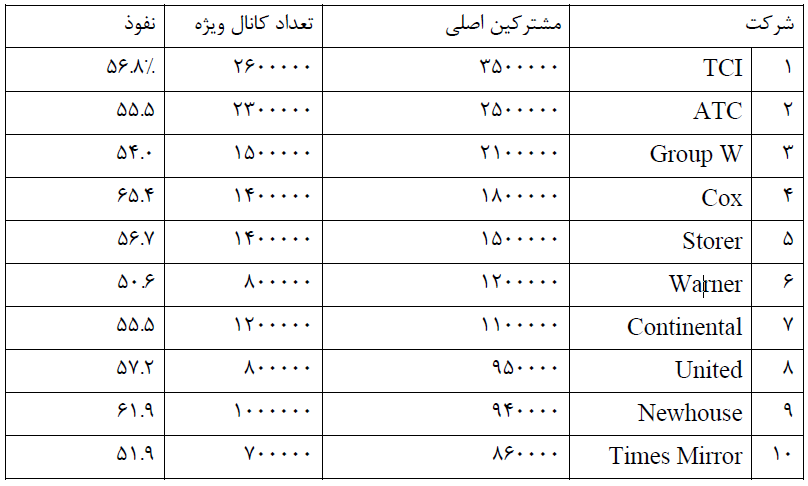 شرکت مشترکین اصلی تعداد کانال ویژه نفوذ
۱ TCI ۳۵۰۰۰۰۰ ۲۶۰۰۰۰۰ ۵۶.۸٪
۲ ATC ۲۵۰۰۰۰۰ ۲۳۰۰۰۰۰ ۵۵.۵
۳ Group W ۲۱۰۰۰۰۰ ۱۵۰۰۰۰۰ ۵۴.۰
۴ Cox ۱۸۰۰۰۰۰ ۱۴۰۰۰۰۰ ۶۵.۴
۵ Storer ۱۵۰۰۰۰۰ ۱۴۰۰۰۰۰ ۵۶.۷
۶ Warner ۱۲۰۰۰۰۰ ۸۰۰۰۰۰ ۵۰.۶
۷ Continental ۱۱۰۰۰۰۰ ۱۲۰۰۰۰۰ ۵۵.۵
۸ United ۹۵۰۰۰۰ ۸۰۰۰۰۰ ۵۷.۲
۹ Newhouse ۹۴۰۰۰۰ ۱۰۰۰۰۰۰ ۶۱.۹
۱۰ Times Mirror ۸۶۰۰۰۰ ۷۰۰۰۰۰ ۵۱.۹